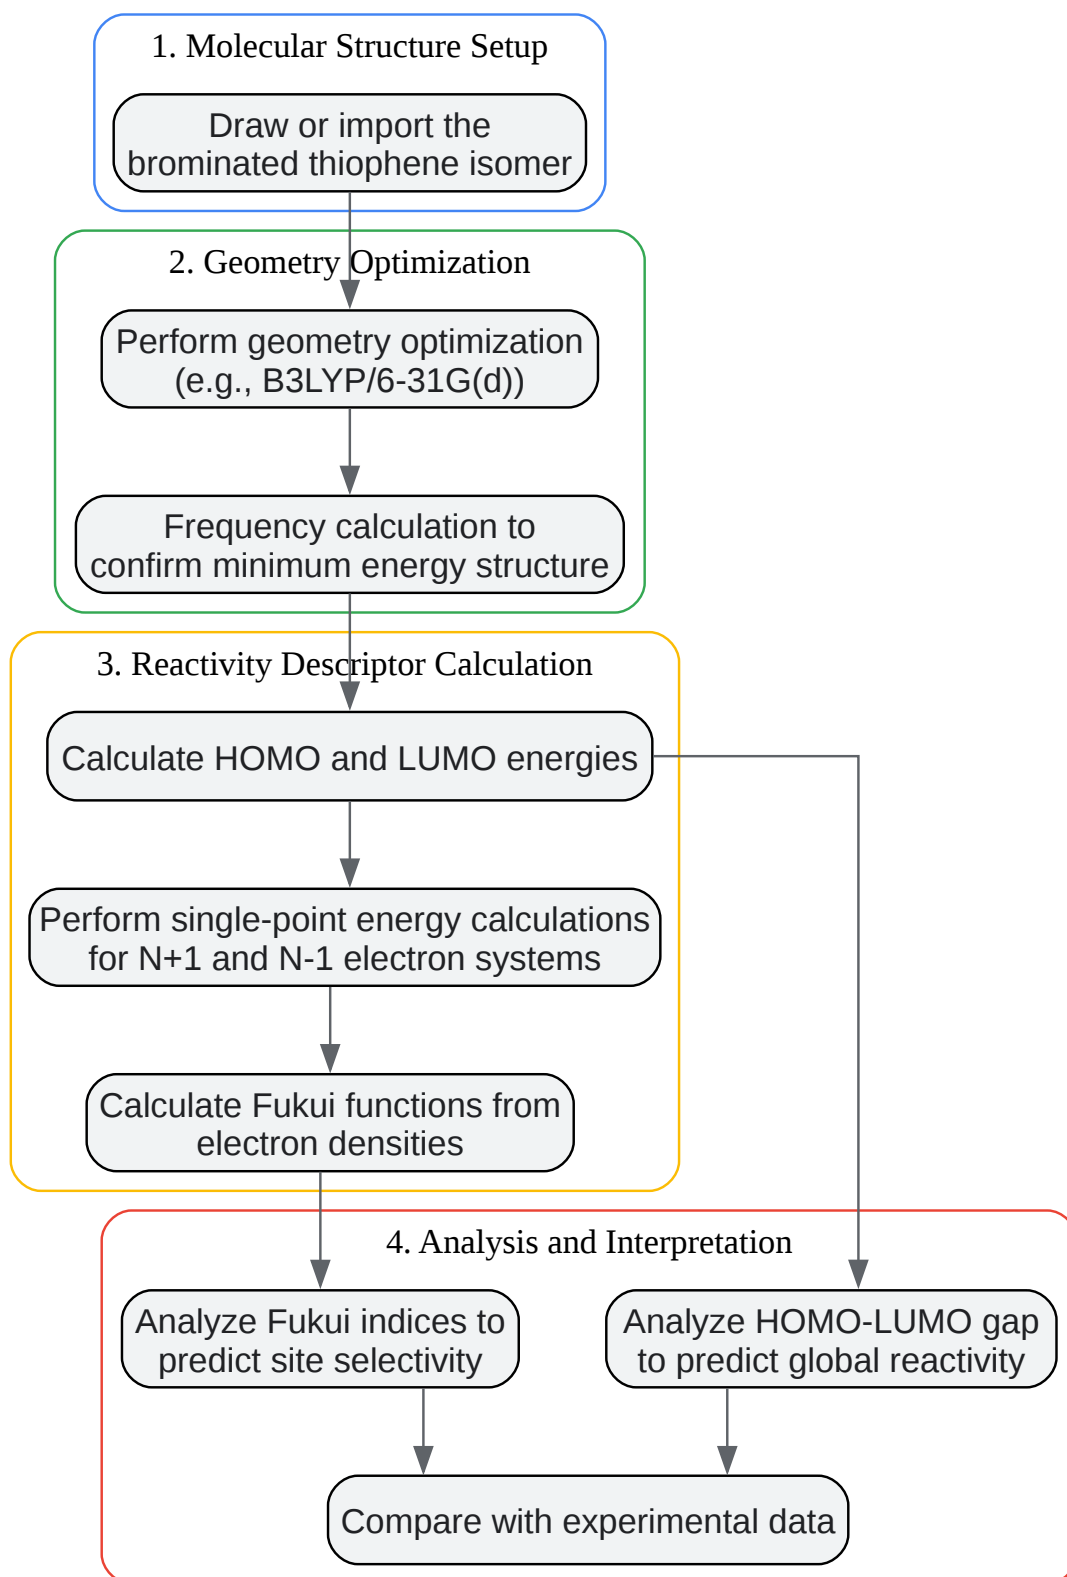 1. Molecular Structure Setup
Draw or import the
brominated thiophene isomer
2. Geometry Optimization
Perform geometry optimization
(e.g., B3LYP/6-31G(d))
Frequency calculation to
confirm minimum energy structure
3. Reactivity Descriptor Calculation
Calculate HOMO and LUMO energies
Perform single-point energy calculations
for N+1 and N-1 electron systems
Calculate Fukui functions from
electron densities
4. Analysis and Interpretation
Analyze Fukui indices to
predict site selectivity
Analyze HOMO-LUMO gap
to predict global reactivity
Compare with experimental data